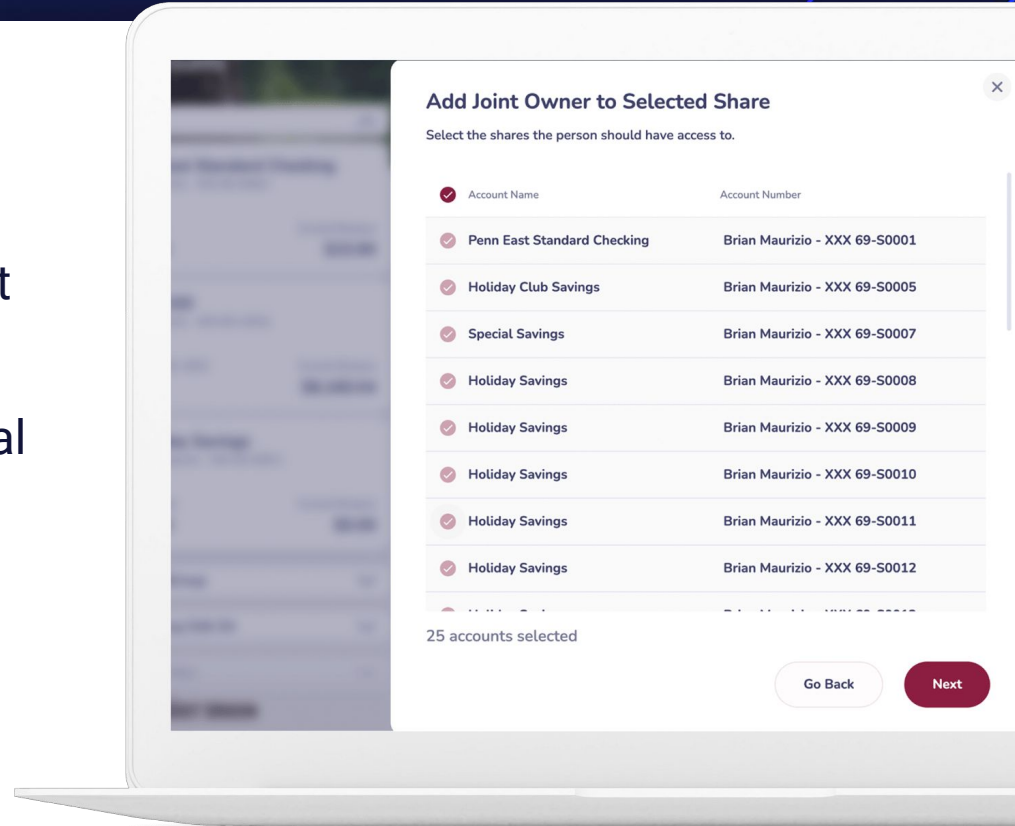 Add Joint Owner to Selected Share
Select the shares the person should have access to.
Account Name Account Number
Penn East Standard Checking Brian Maurizio - XXX 69-S0001
Holiday Club Savings Brian Maurizio - XXX 69-S0005
Special Savings Brian Maurizio - XXX 69-S0007
Holiday Savings Brian Maurizio - XXX 69-S0008
Holiday Savings Brian Maurizio - XXX 69-S0009
Holiday Savings Brian Maurizio - XXX 69-S0010
Holiday Savings Brian Maurizio - XXX 69-S0011
Holiday Savings Brian Maurizio - XXX 69-S0012
25 accounts selected
Go Back Next